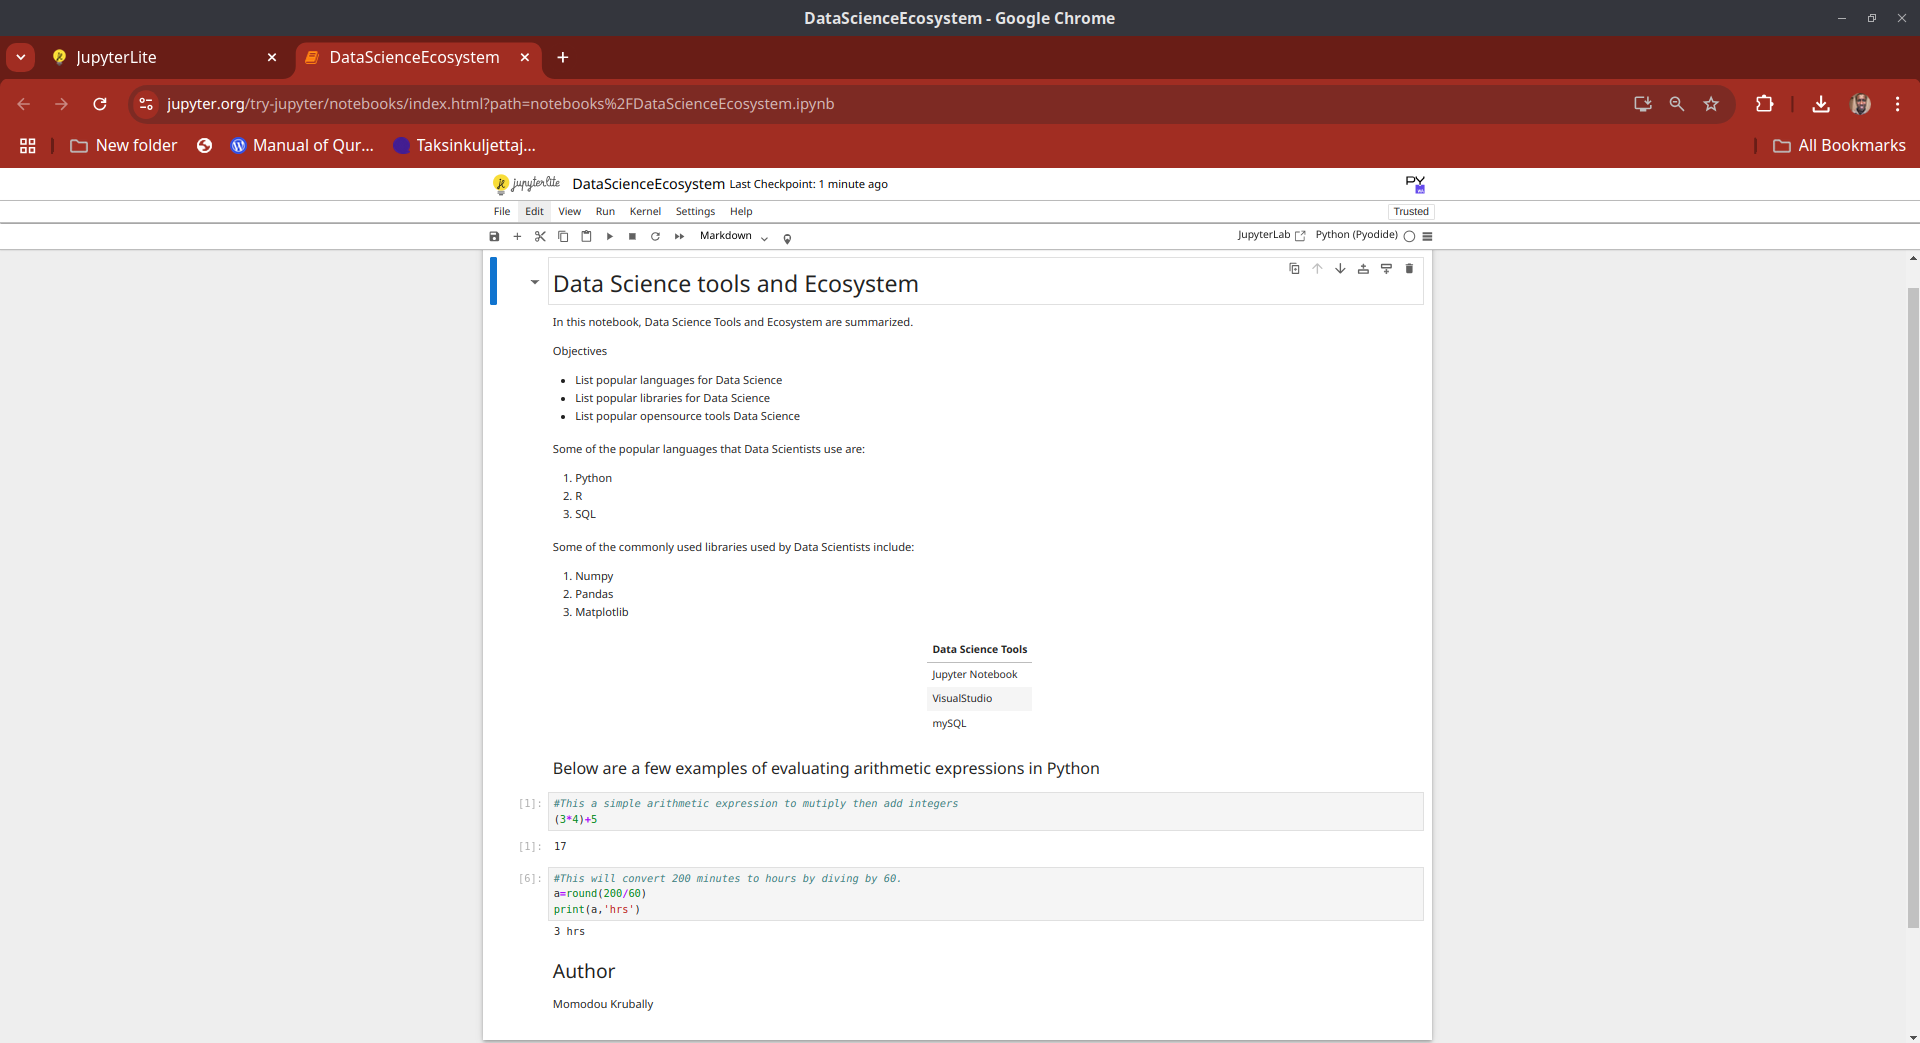 DataScienceEcosystem - Google Chrome
JupyterLite
DataScienceEcosystem
jupyter.org/try-jupyter/notebooks/index.html?path=notebooks%2FDataScienceEcosystem.ipynb
New folder
Manual of Qur...
Taksinkuljettaj...
All Bookmarks
jupyterlite DataScienceEcosystem Last Checkpoint: 1 minute ago
PY
File Edit View Run Kernel Settings Help
Trusted
Markdown
JupyterLab
Python (Pyodide)
Data Science tools and Ecosystem
In this notebook, Data Science Tools and Ecosystem are summarized.
Objectives
• List popular languages for Data Science
• List popular libraries for Data Science
• List popular opensource tools Data Science
Some of the popular languages that Data Scientists use are:
1. Python
2. R
3. SQL
Some of the commonly used libraries used by Data Scientists include:
1. Numpy
2. Pandas
3. Matplotlib
Data Science Tools
Jupyter Notebook
VisualStudio
mySQL
Below are a few examples of evaluating arithmetic expressions in Python
[1]: #This a simple arithmetic expression to mutiply then add integers
(3*4)+5
[1]: 17
[6]: #This will convert 200 minutes to hours by diving by 60.
a=round(200/60)
print(a,'hrs')
3 hrs
Author
Momodou Krubally